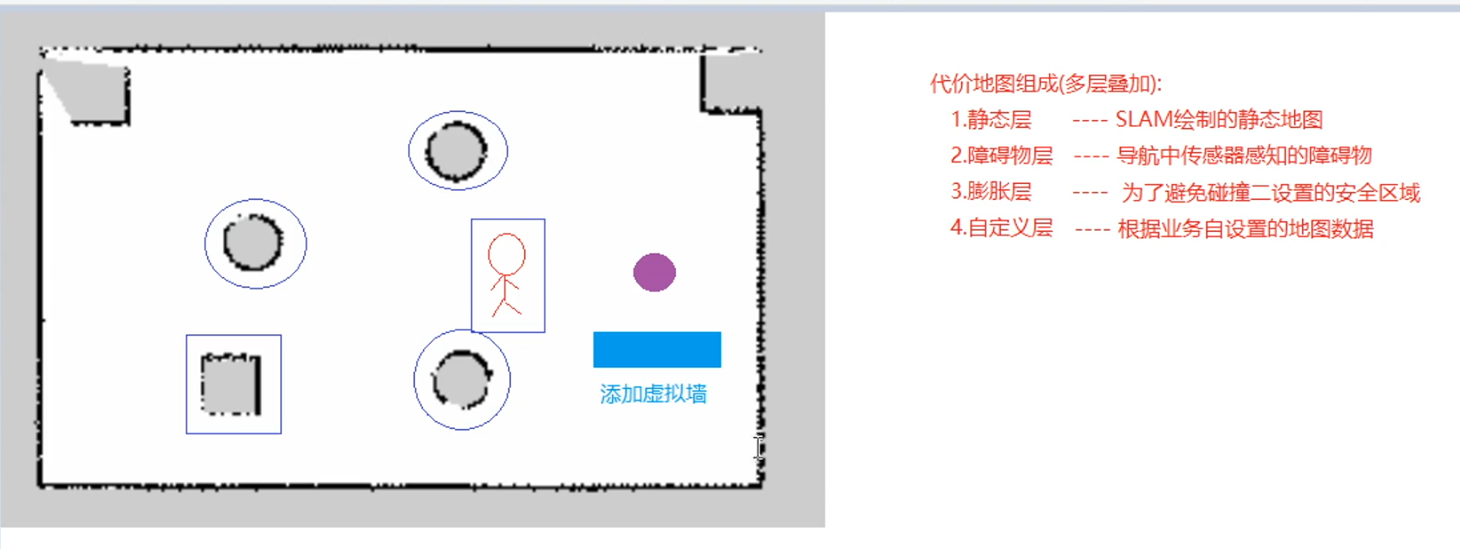 代价地图组成(多层叠加):
1.静态层 ---- SLAM绘制的静态地图
2.障碍物层 ---- 导航中传感器感知的障碍物
3.膨胀层 ---- 为了避免碰撞二设置的安全区域
4.自定义层 ---- 根据业务自设置的地图数据
添加虚拟墙